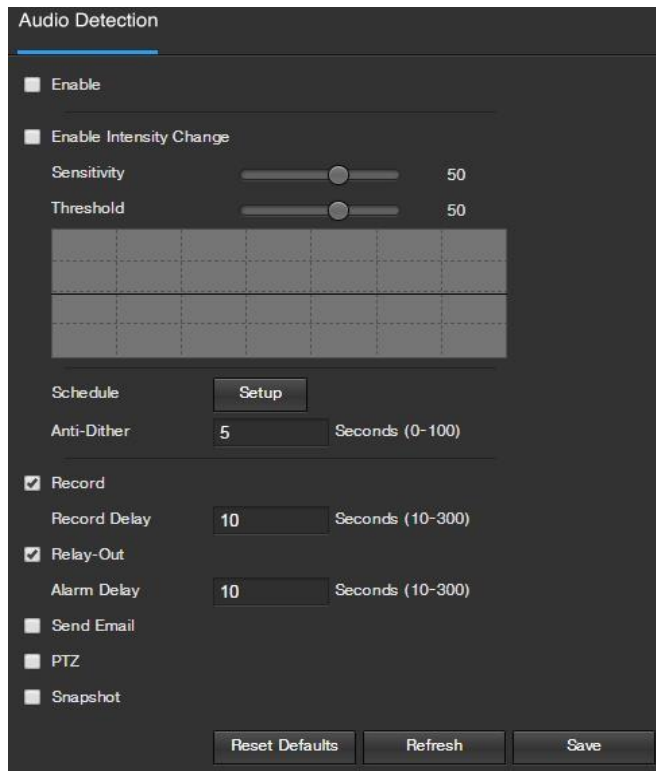 Audio Detection
Enable
Enable Intensity Change
Sensitivity 50
Threshold 50
Schedule Setup
Anti-Dither 5 Seconds (0-100)
Record
Record Delay 10 Seconds (10-300)
Relay-Out
Alarm Delay 10 Seconds (10-300)
Send Email
PTZ
Snapshot
Reset Defaults Refresh Save